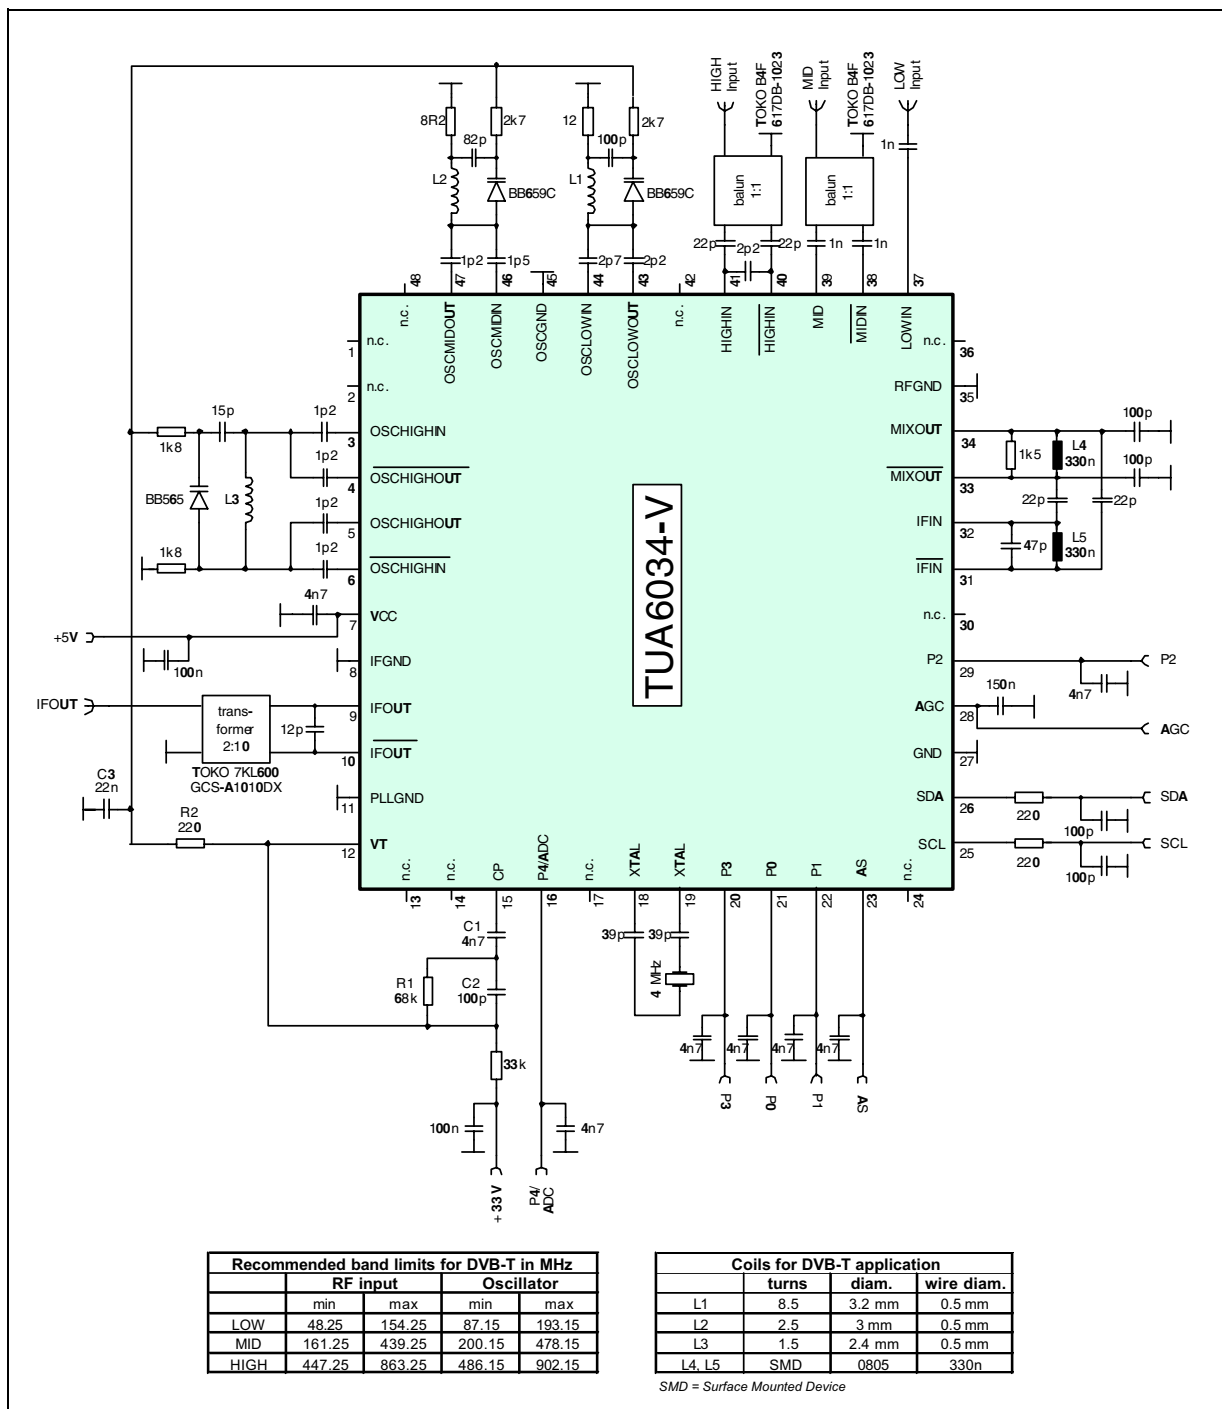 HIGH Input
TOKO B4F 617DB-1023
MID Input
TOKO B4F 617DB-1023
LOW Input
8R2
2k7
12
2k7
82p
100p
1n
L2
BB659C
L1
BB659C
balun 1:1
balun 1:1
22p
2p2
22p
1n
1n
1p2
1p5
2p7
2p2
48
47
46
45
44
43
42
41
40
39
38
37
n.c.
OSCMIDOUT
OSCMIDIN
OSCGND
OSCLOWIN
OSCLOWOUT
n.c.
HIGHIN
HIGHIN
MID
MIDIN
LOWIN
1
n.c.
n.c.
36
2
n.c.
RFGND
35
15p
1p2
1k8
3
OSCHIGHIN
MIXOUT
34
100p
1k5
L4
330n
1p2
4
OSCHIGHOUT
MIXOUT
33
100p
BB565
L3
22p
22p
1p2
5
OSCHIGHOUT
IFIN
32
47p
L5
330n
1k8
1p2
6
OSCHIGHIN
IFIN
31
TUA6034-V
4n7
7
VCC
n.c.
30
+5V
100n
8
IFGND
P2
29
P2
4n7
150n
IFOUT
trans-
former
2:10
12p
9
IFOUT
AGC
28
AGC
10
IFOUT
GND
27
TOKO 7KL600
GCS-A1010DX
C3
22n
11
PLLGND
SDA
26
220
SDA
100p
R2
220
12
VT
SCL
25
220
SCL
100p
n.c.
n.c.
CP
P4/ADC
n.c.
XTAL
XTAL
P3
P0
P1
AS
n.c.
13
14
15
16
17
18
19
20
21
22
23
24
C1
4n7
39p
39p
R1
68k
C2
100p
4 MHz
33k
4n7
4n7
4n7
4n7
P3
P0
P1
AS
100n
4n7
+ 33 V
P4/
ADC
Recommended band limits for DVB-T in MHz
RF input Oscillator
min max min max
LOW 48.25 154.25 87.15 193.15
MID 161.25 439.25 200.15 478.15
HIGH 447.25 863.25 486.15 902.15
Coils for DVB-T application
turns diam. wire diam.
L1 8.5 3.2 mm 0.5 mm
L2 2.5 3 mm 0.5 mm
L3 1.5 2.4 mm 0.5 mm
L4, L5 SMD 0805 330n
SMD = Surface Mounted Device